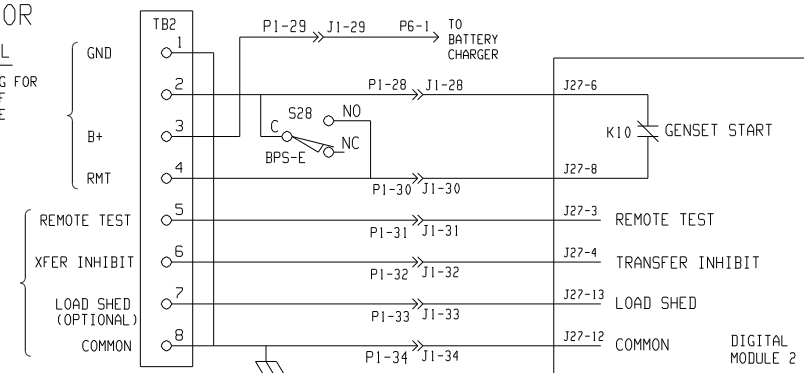 OR
L
G FOR
F
E
TB2
P1-29 J1-29 P6-1 TO
BATTERY
CHARGER
GND 1
2 P1-28 J1-28 J27-6
S28 NO
C
K10 GENSET START
B+ 3
BPS-E NC
RMT 4 J27-8
P1-30 J1-30
REMOTE TEST 5 J27-3 REMOTE TEST
P1-31 J1-31
XFER INHIBIT 6 J27-4 TRANSFER INHIBIT
P1-32 J1-32
LOAD SHED 7 J27-13 LOAD SHED
(OPTIONAL)
P1-33 J1-33
COMMON 8 J27-12 COMMON
P1-34 J1-34
DIGITAL
MODULE 2